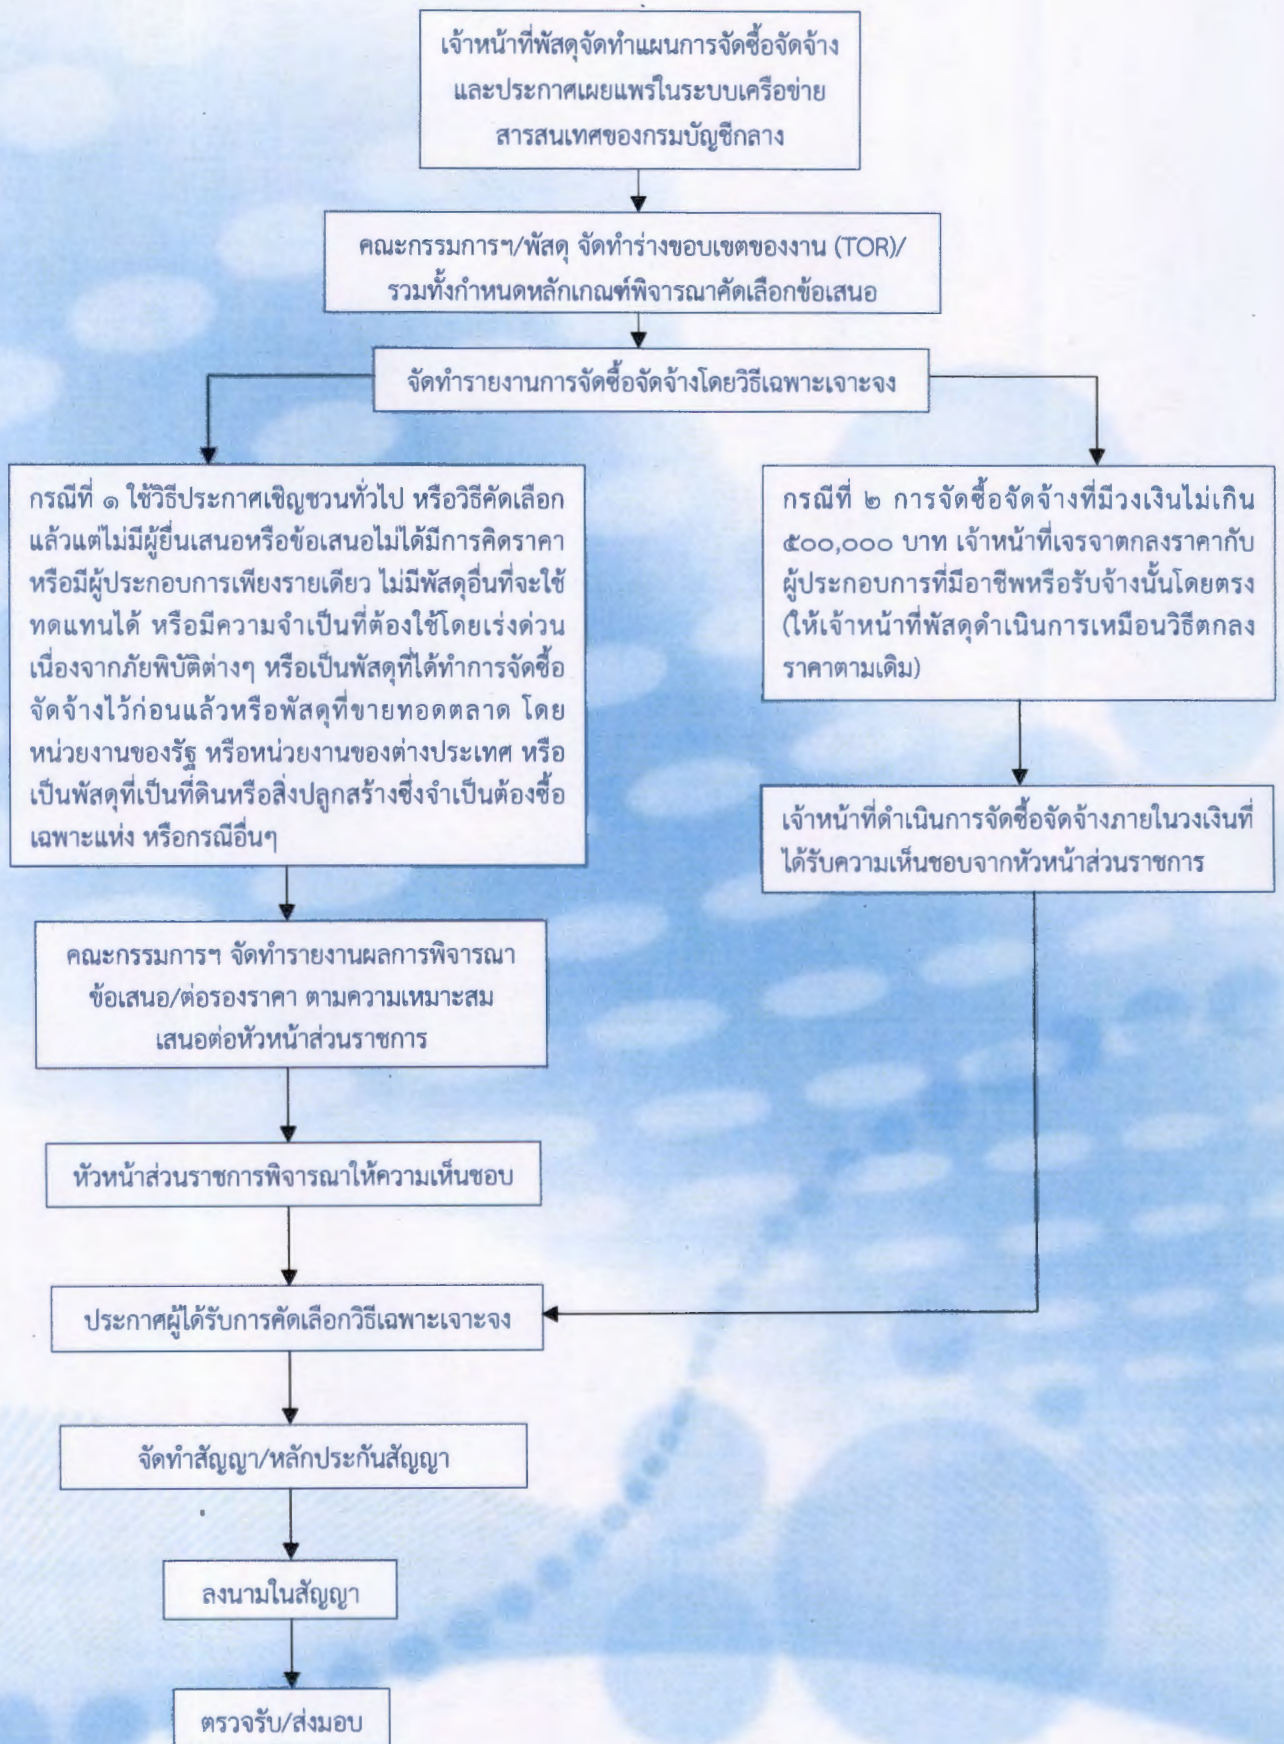 เจ้าหน้าที่พัสดุจัดทำแผนการจัดซื้อจัดจ้าง
และประกาศเผยแพร่ในระบบเครือข่าย
สารสนเทศของกรมบัญชีกลาง
คณะกรรมการฯ/พัสดุ จัดทำร่างขอบเขตของงาน (TOR)/
รวมทั้งกำหนดหลักเกณฑ์พิจารณาคัดเลือกข้อเสนอ
จัดทำรายงานการจัดซื้อจัดจ้างโดยวิธีเฉพาะเจาะจง
กรณีที่ ๑ ใช้วิธีประกาศเชิญชวนทั่วไป หรือวิธีคัดเลือก
แล้วแต่ไม่มีผู้ยื่นเสนอหรือข้อเสนอไม่ได้มีการคิดราคา
หรือมีผู้ประกอบการเพียงรายเดียว ไม่มีพัสดุอื่นที่จะใช้
ทดแทนได้ หรือมีความจำเป็นที่ต้องใช้โดยเร่งด่วน
เนื่องจากภัยพิบัติต่างๆ หรือเป็นพัสดุที่ได้ทำการจัดซื้อ
จัดจ้างไว้ก่อนแล้วหรือพัสดุที่ขายทอดตลาด โดย
หน่วยงานของรัฐ หรือหน่วยงานของต่างประเทศ หรือ
เป็นพัสดุที่เป็นที่ดินหรือสิ่งปลูกสร้างซึ่งจำเป็นต้องซื้อ
เฉพาะแห่ง หรือกรณีอื่นๆ
กรณีที่ ๒ การจัดซื้อจัดจ้างที่มีวงเงินไม่เกิน
๕๐๐,๐๐๐ บาท เจ้าหน้าที่เจรจาตกลงราคากับ
ผู้ประกอบการที่มีอาชีพหรือรับจ้างนั้นโดยตรง
(ให้เจ้าหน้าที่พัสดุดำเนินการเหมือนวิธีตกลง
ราคาตามเดิม)
เจ้าหน้าที่ดำเนินการจัดซื้อจัดจ้างภายในวงเงินที่
ได้รับความเห็นชอบจากหัวหน้าส่วนราชการ
คณะกรรมการฯ จัดทำรายงานผลการพิจารณา
ข้อเสนอ/ต่อรองราคา ตามความเหมาะสม
เสนอต่อหัวหน้าส่วนราชการ
หัวหน้าส่วนราชการพิจารณาให้ความเห็นชอบ
ประกาศผู้ได้รับการคัดเลือกวิธีเฉพาะเจาะจง
จัดทำสัญญา/หลักประกันสัญญา
ลงนามในสัญญา
ตรวจรับ/ส่งมอบ